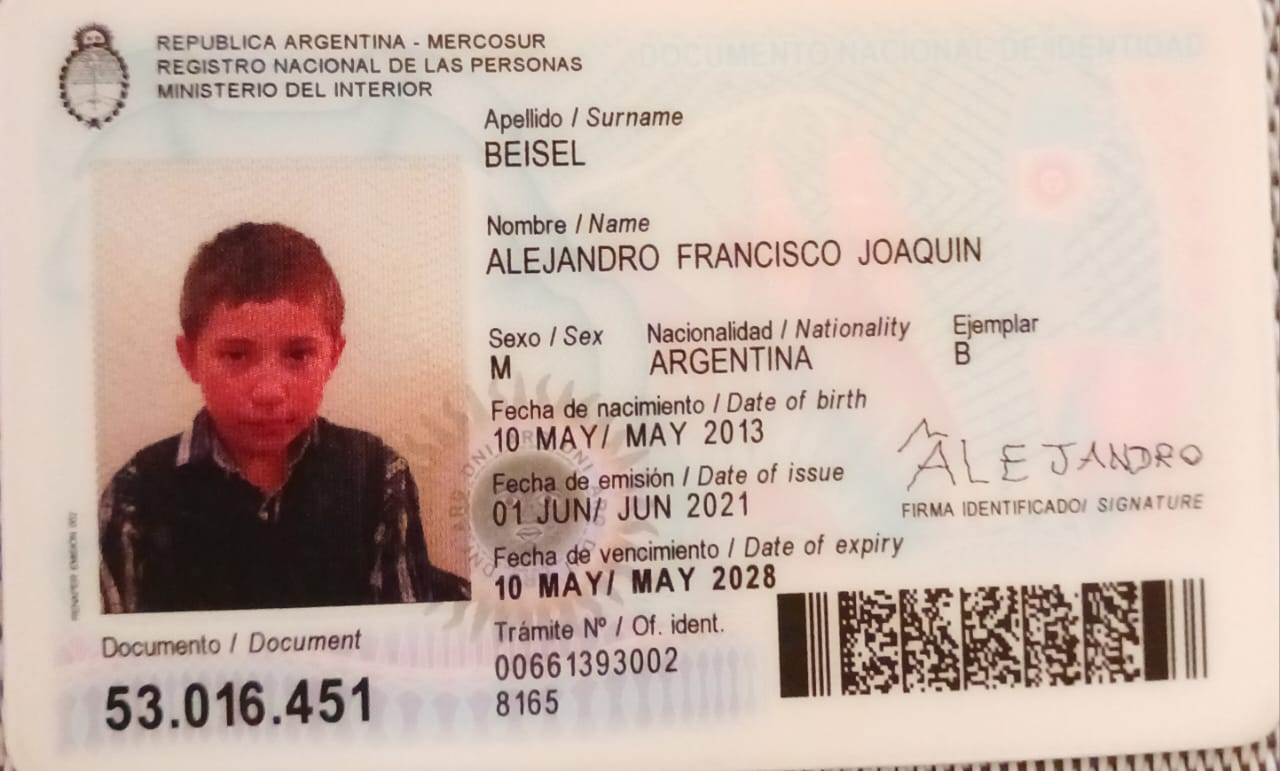 REPUBLICA ARGENTINA - MERCOSUR
REGISTRO NACIONAL DE LAS PERSONAS
MINISTERIO DEL INTERIOR
DOCUMENTO NACIONAL DE IDENTIDAD
Apellido / Surname
BEISEL
Nombre / Name
ALEJANDRO FRANCISCO JOAQUIN
Sexo / Sex Nacionalidad / Nationality Ejemplar
M ARGENTINA B
Fecha de nacimiento / Date of birth
10 MAY/ MAY 2013
Fecha de emisión / Date of issue
01 JUN/ JUN 2021
ALEJANDRO
FIRMA IDENTIFICADO/ SIGNATURE
Fecha de vencimiento / Date of expiry
10 MAY/ MAY 2028
Trámite Nº / Of. ident.
00661393002
8165
Documento / Document
53.016.451